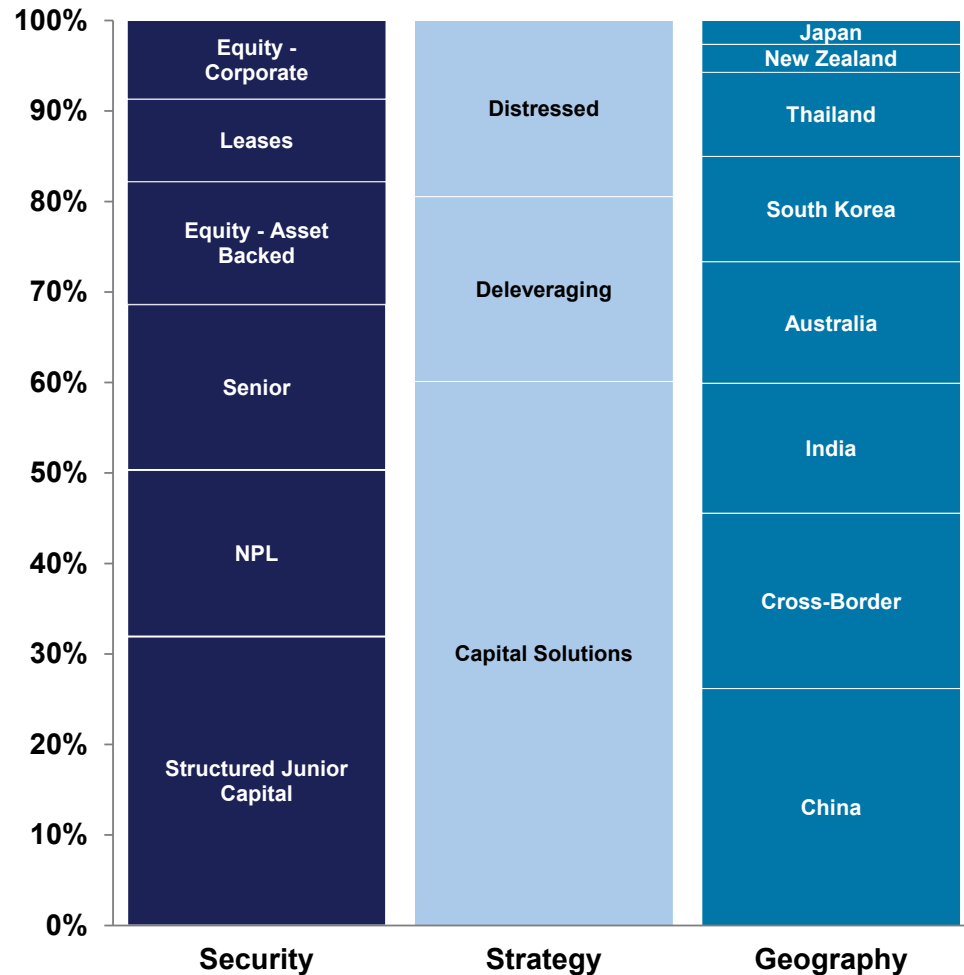 100%
90%
80%
70%
60%
50%
40%
30%
20%
10%
0%
Equity -
Corporate
Leases
Equity - Asset
Backed
Senior
NPL
Structured Junior
Capital
Security
Distressed
Deleveraging
Capital Solutions
Strategy
Japan
New Zealand
Thailand
South Korea
Australia
India
Cross-Border
China
Geography